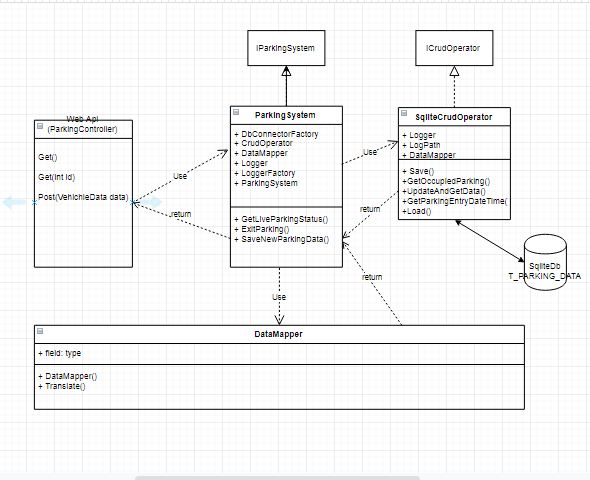 IParkingSystem
ICrudOperator
Web Api
(ParkingController)
Get()
Get(int id)
Post(VehichleData data)
Use
return
ParkingSystem
+ DbConnectorFactory
+ CrudOperator
+ DataMapper
+ Logger
+ LoggerFactory
+ ParkingSystem
+ GetLiveParkingStatus()
+ ExitParking()
+ SaveNewParkingData()
Use
return
SqliteCrudOperator
+ Logger
+ LogPath
+ DataMapper
+ Save()
+GetOccupiedParking()
+UpdateAndGetData()
+GetParkingEntryDateTime(
+Load()
SqliteDb
T_PARKING_DATA
Use
return
DataMapper
+ field: type
+ DataMapper()
+ Translate()